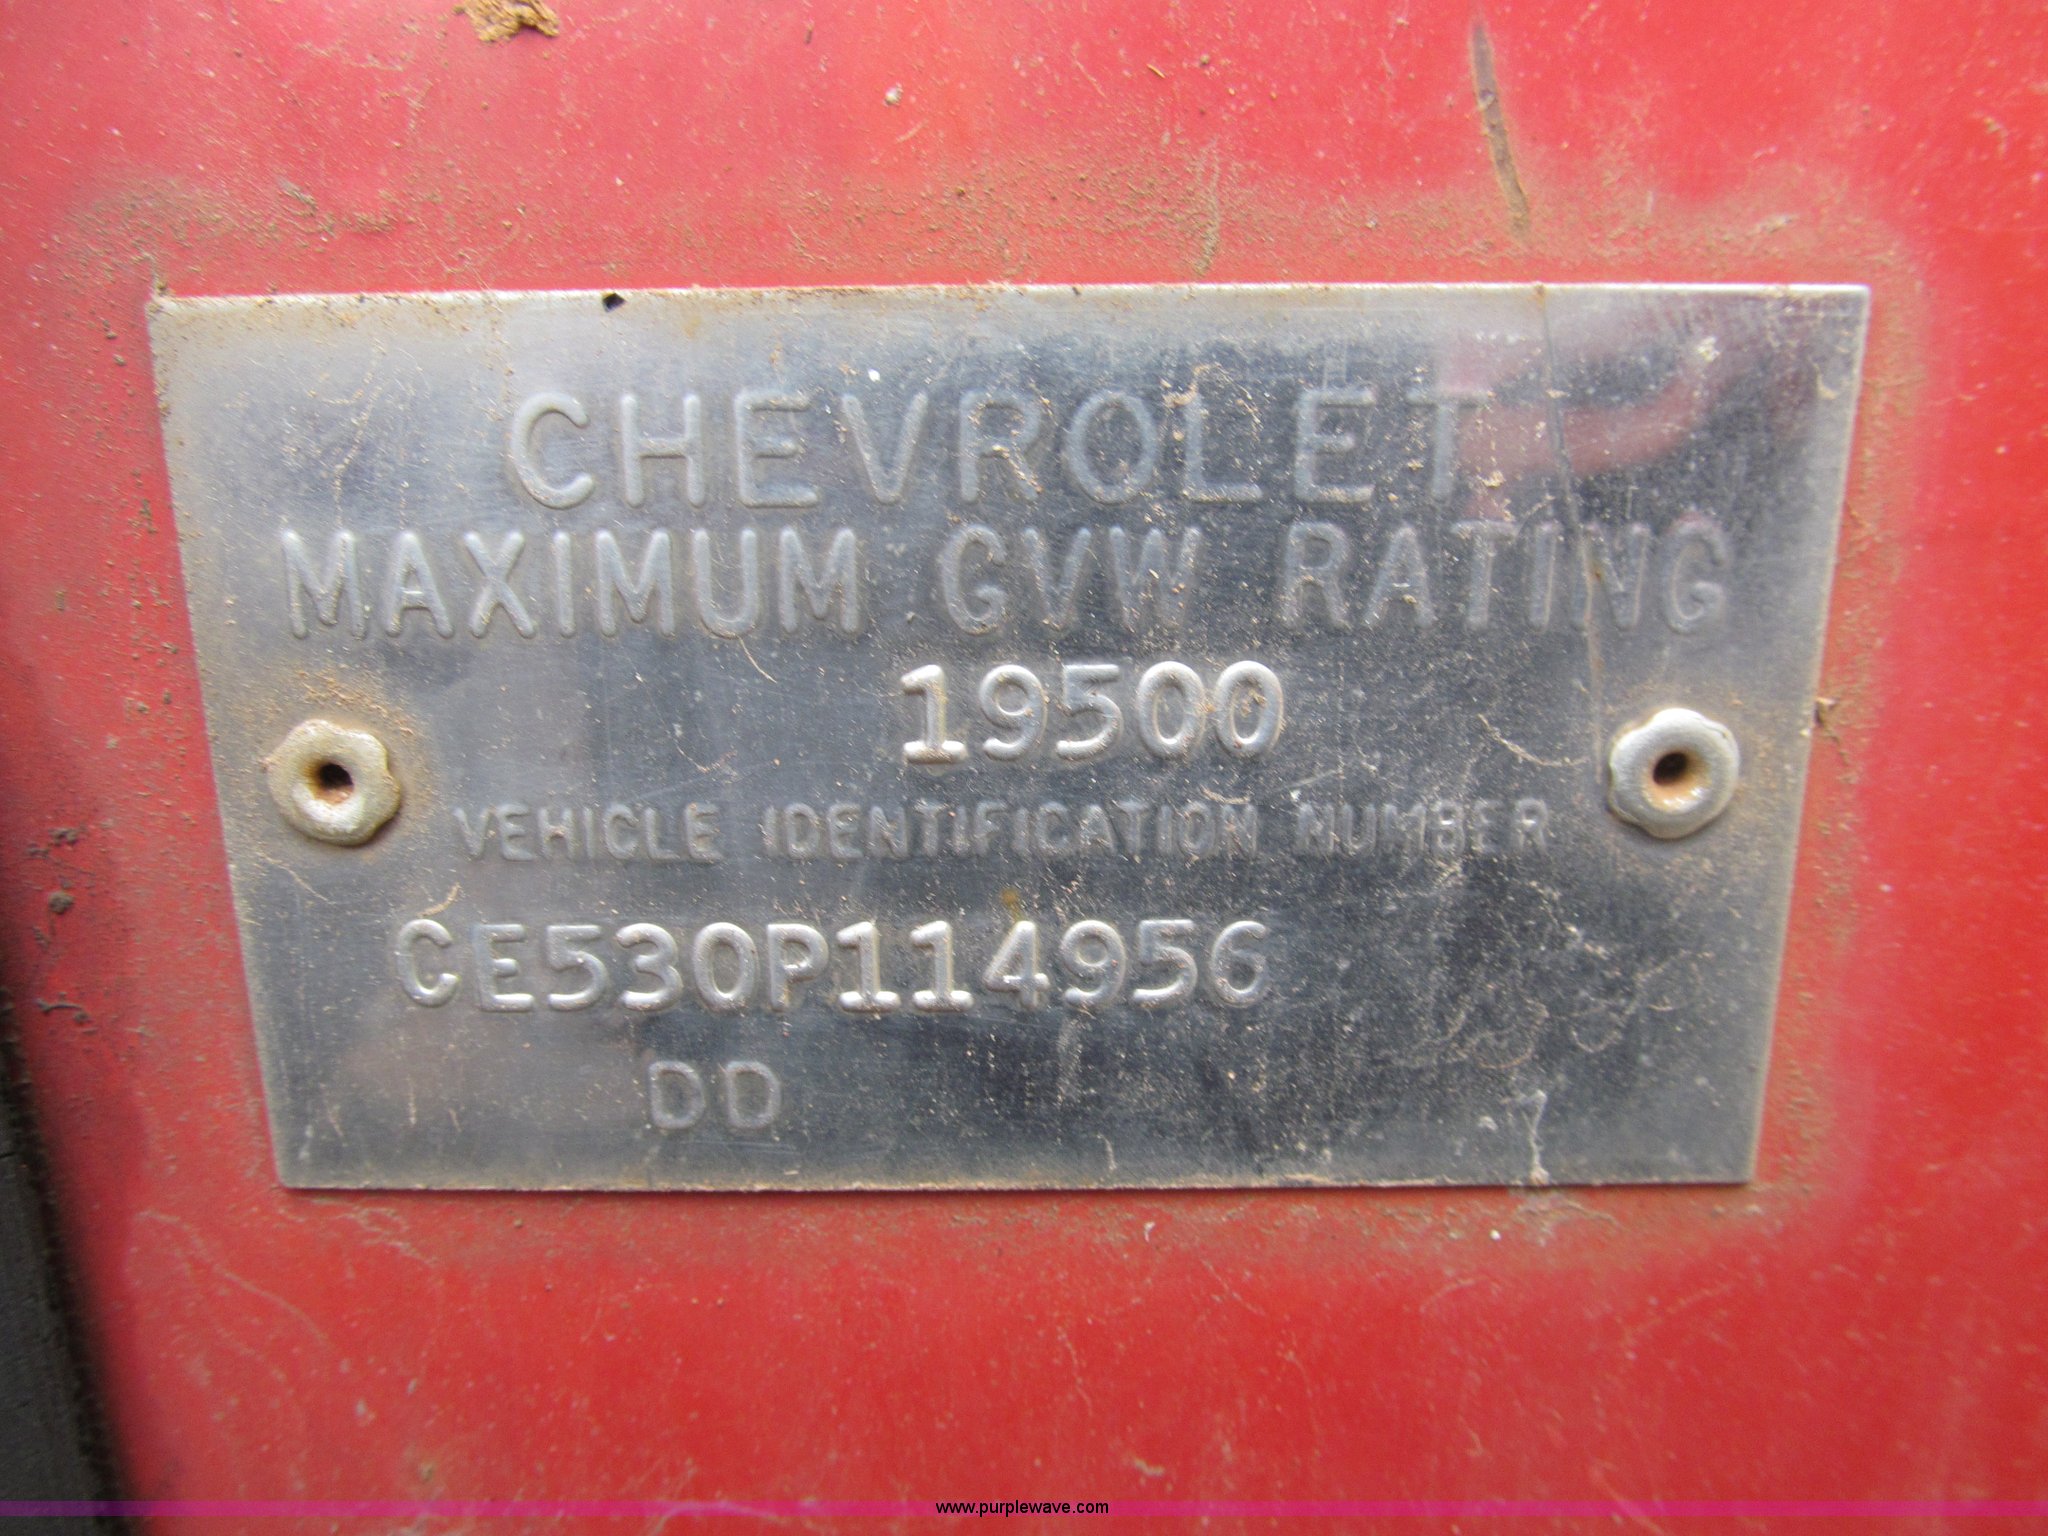 CHEVROLET
MAXIMUM GVW RATING
19500
VEHICLE IDENTIFICATION NUMBER
CE530P114956
DD
www.purplewave.com